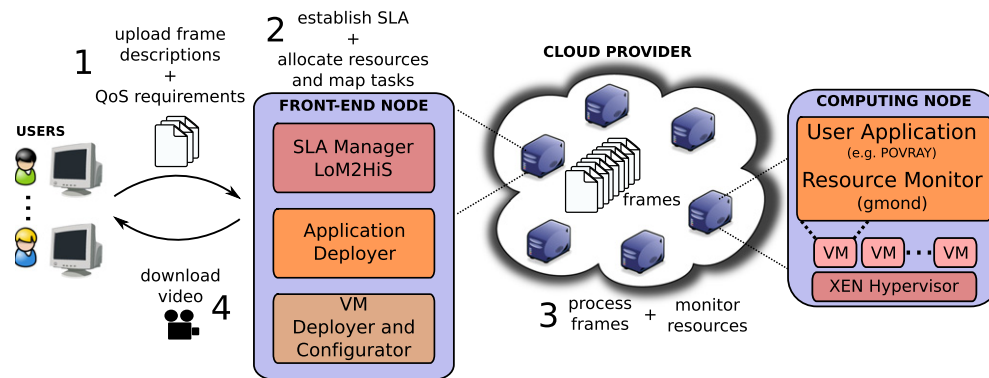 1
upload frame
descriptions
+
QoS requirements
2
establish SLA
+
allocate resources
and map tasks
USERS
download
video
4
FRONT-END NODE
SLA Manager
LoM2HiS
Application
Deployer
VM
Deployer and
Configurator
CLOUD PROVIDER
frames
3
process
frames
+
monitor
resources
COMPUTING NODE
User Application
(e.g. POVRAY)
Resource Monitor
(gmond)
VM VM VM
XEN Hypervisor